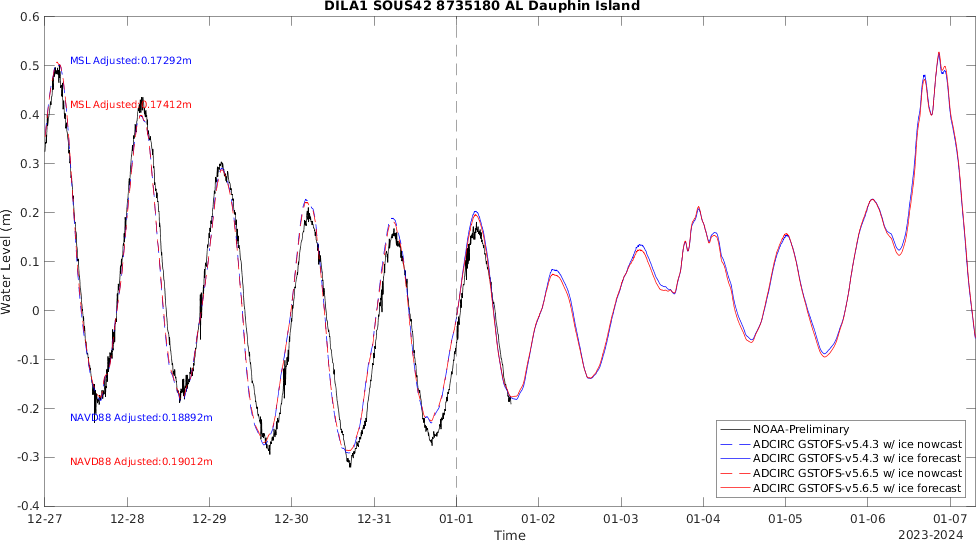 DILA1 SOUS42 8735180 AL Dauphin Island
0.6
0.5
0.4
0.3
0.2
0.1
0
-0.1
-0.2
-0.3
-0.4
Water Level (m)
MSL Adjusted:0.17292m
MSL Adjusted:0.17412m
NAVD88 Adjusted:0.18892m
NAVD88 Adjusted:0.19012m
NOAA-Preliminary
ADCIRC GSTOFS-v5.4.3 w/ ice nowcast
ADCIRC GSTOFS-v5.4.3 w/ ice forecast
ADCIRC GSTOFS-v5.6.5 w/ ice nowcast
ADCIRC GSTOFS-v5.6.5 w/ ice forecast
12-27 12-28 12-29 12-30 12-31 01-01 01-02 01-03 01-04 01-05 01-06 01-07
Time
2023-2024